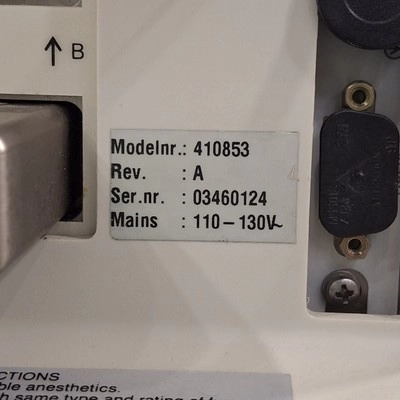 ↑ B
Modelnr.: 410853
Rev. : A
Ser.nr. : 03460124
Mains : 110–130V~
CTIONS
ble anesthetics.
same type and rating of